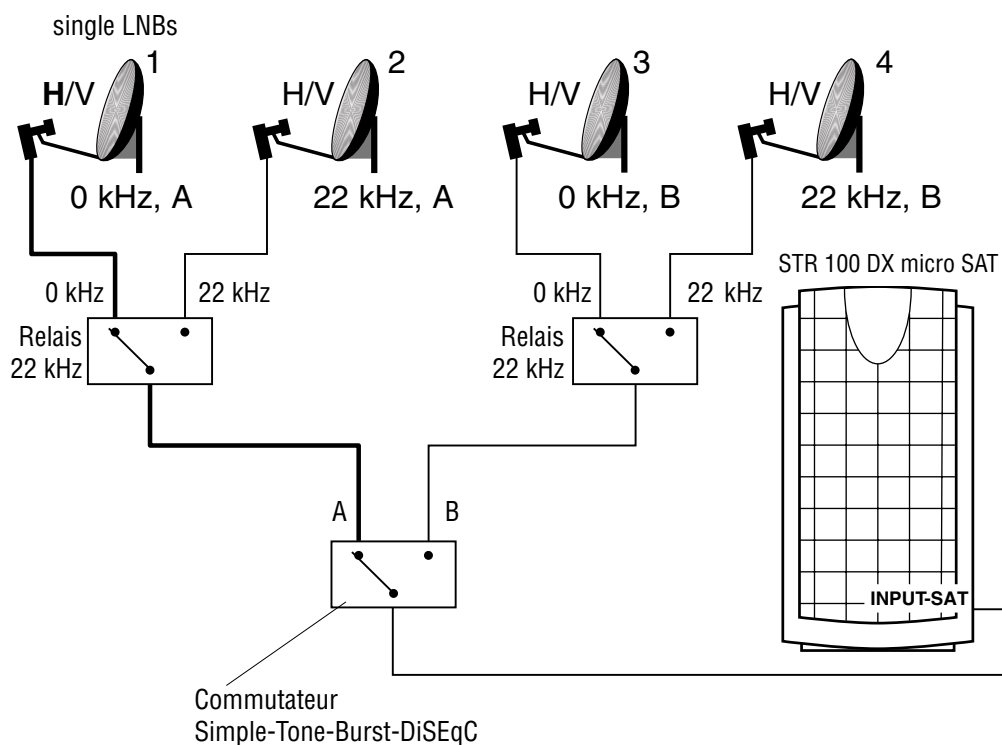 single LNBs
1
2
3
4
H/V
H/V
H/V
H/V
0 kHz, A
22 kHz, A
0 kHz, B
22 kHz, B
STR 100 DX micro SAT
0 kHz
22 kHz
0 kHz
22 kHz
Relais
22 kHz
Relais
22 kHz
A
B
INPUT-SAT
Commutateur
Simple-Tone-Burst-DiSEqC